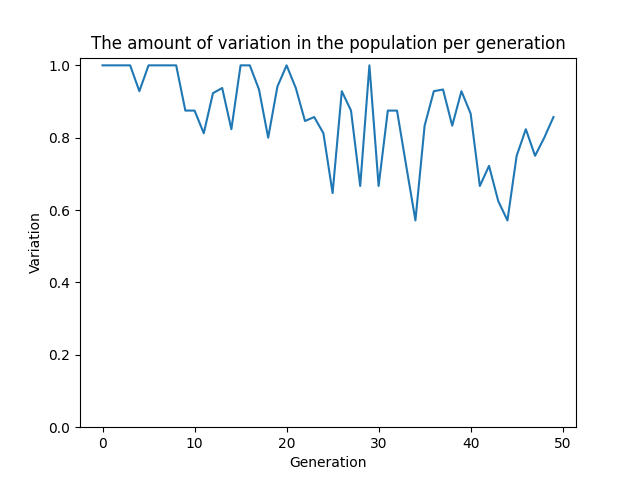 The amount of variation in the population per generation
1.0
0.8
0.6
0.4
0.2
0.0
Variation
0 10 20 30 40 50
Generation